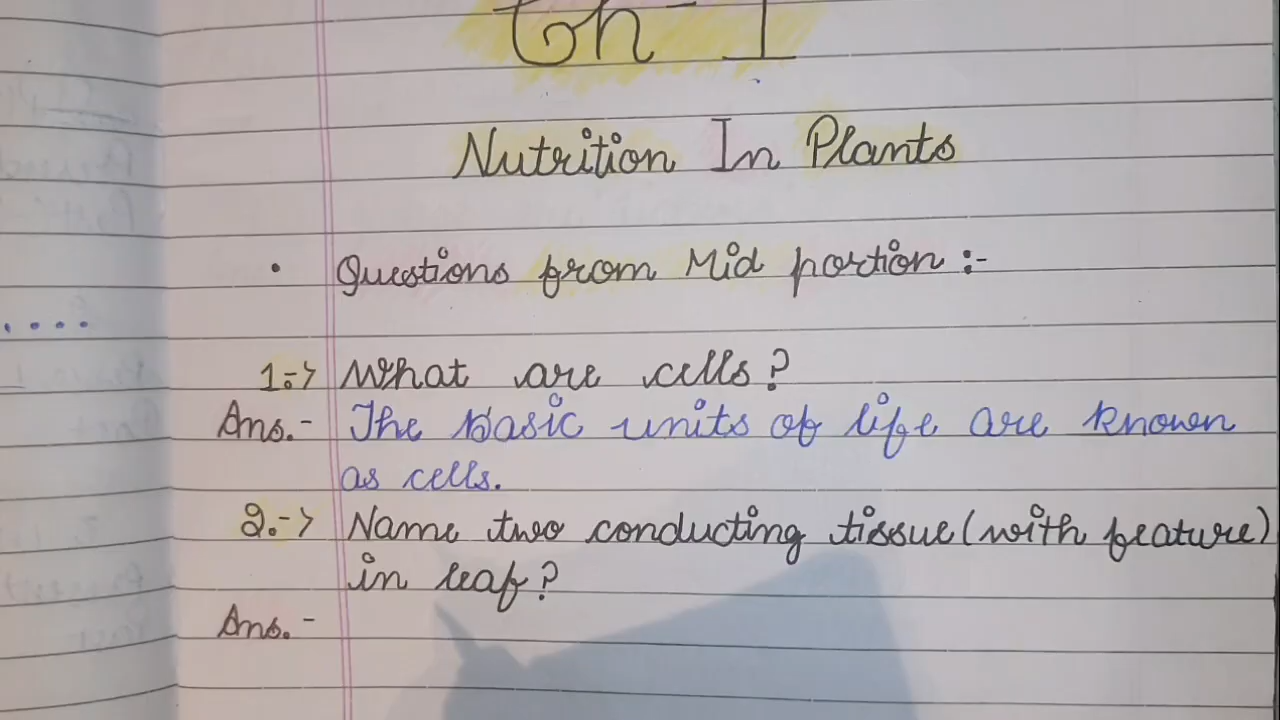 Ch-1
Nutrition In Plants
• Questions from Mid portion :-
1.-> What are cells?
Ans.- The basic units of life are known
as cells.
2.-> Name two conducting tissue (with feature)
in leaf?
Ans.-